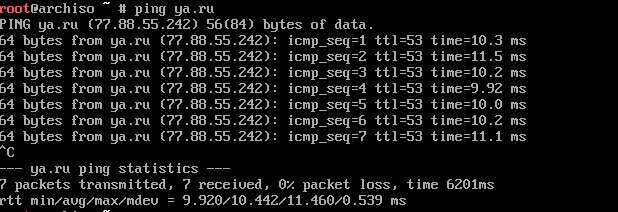 root@archiso ~ # ping ya.ru
PING ya.ru (77.88.55.242) 56(84) bytes of data.
64 bytes from ya.ru (77.88.55.242): icmp_seq=1 ttl=53 time=10.3 ms
64 bytes from ya.ru (77.88.55.242): icmp_seq=2 ttl=53 time=11.5 ms
64 bytes from ya.ru (77.88.55.242): icmp_seq=3 ttl=53 time=10.2 ms
64 bytes from ya.ru (77.88.55.242): icmp_seq=4 ttl=53 time=9.92 ms
64 bytes from ya.ru (77.88.55.242): icmp_seq=5 ttl=53 time=10.0 ms
64 bytes from ya.ru (77.88.55.242): icmp_seq=6 ttl=53 time=10.2 ms
64 bytes from ya.ru (77.88.55.242): icmp_seq=7 ttl=53 time=11.1 ms
^C
--- ya.ru ping statistics ---
7 packets transmitted, 7 received, 0% packet loss, time 6201ms
rtt min/avg/max/mdev = 9.920/10.442/11.460/0.539 ms